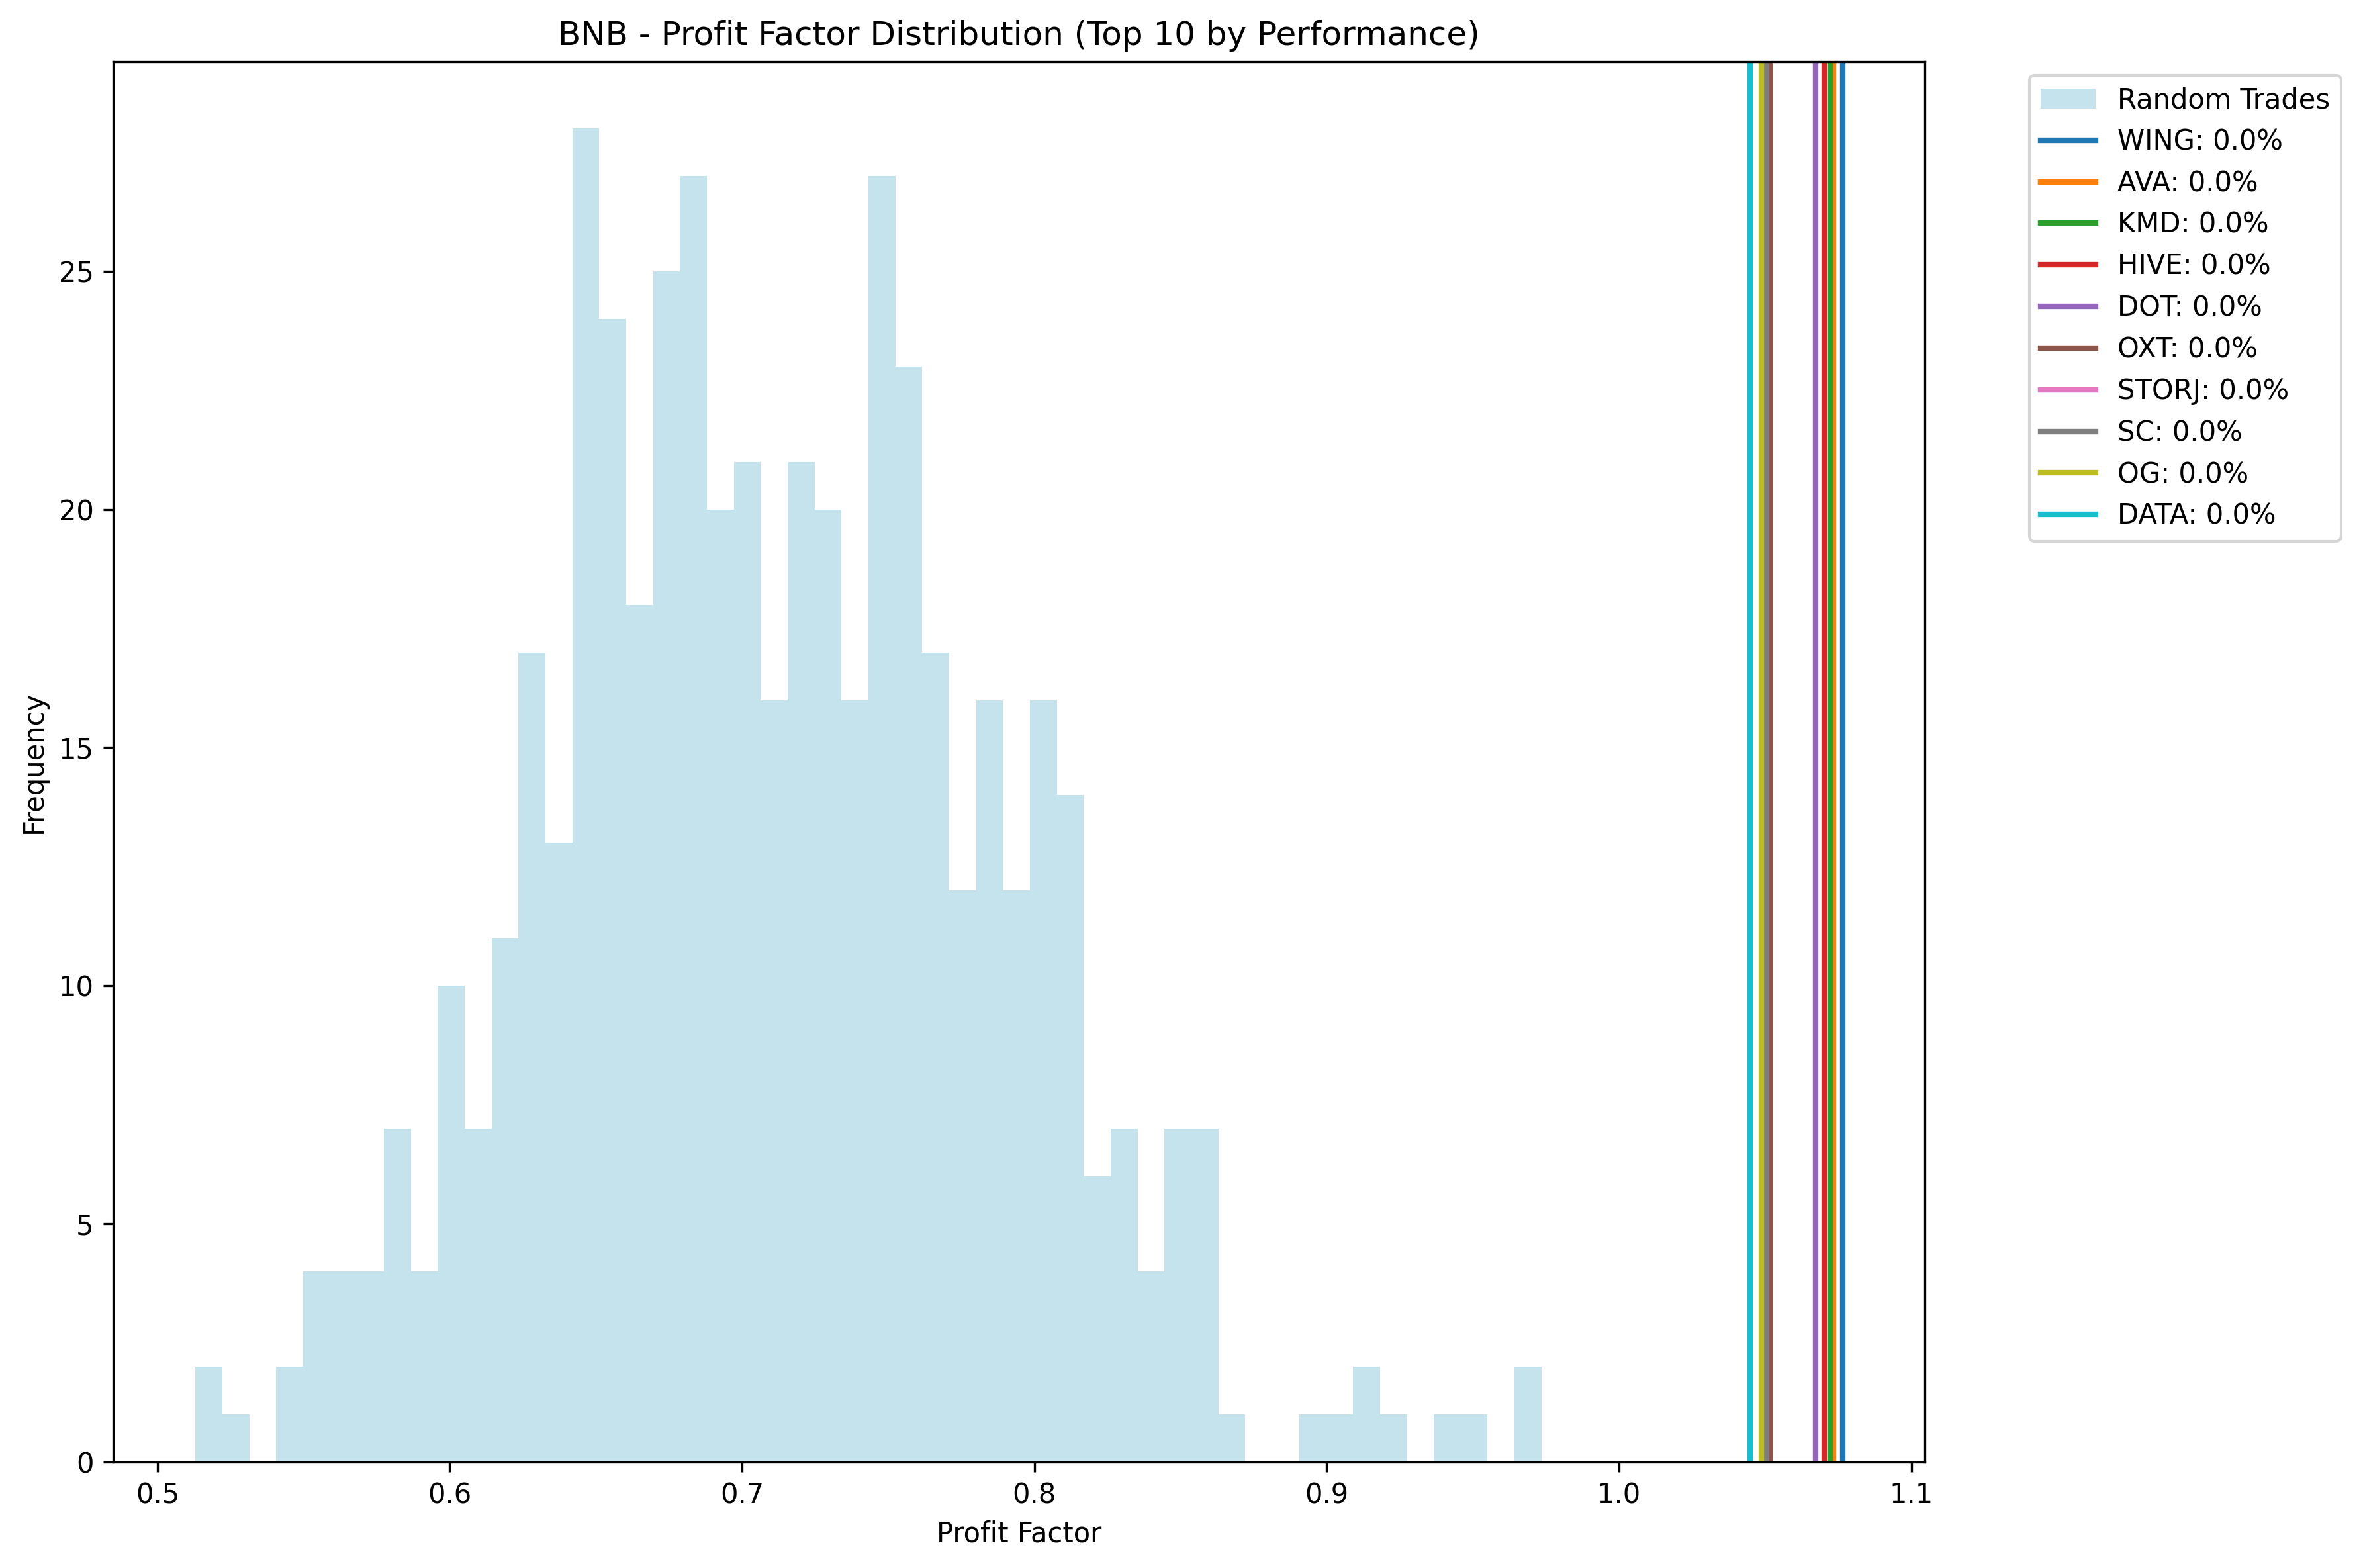 BNB - Profit Factor Distribution (Top 10 by Performance)
Frequency
25
20
15
10
5
0
0.5 0.6 0.7 0.8 0.9 1.0 1.1
Profit Factor
Random Trades
WING: 0.0%
AVA: 0.0%
KMD: 0.0%
HIVE: 0.0%
DOT: 0.0%
OXT: 0.0%
STORJ: 0.0%
SC: 0.0%
OG: 0.0%
DATA: 0.0%